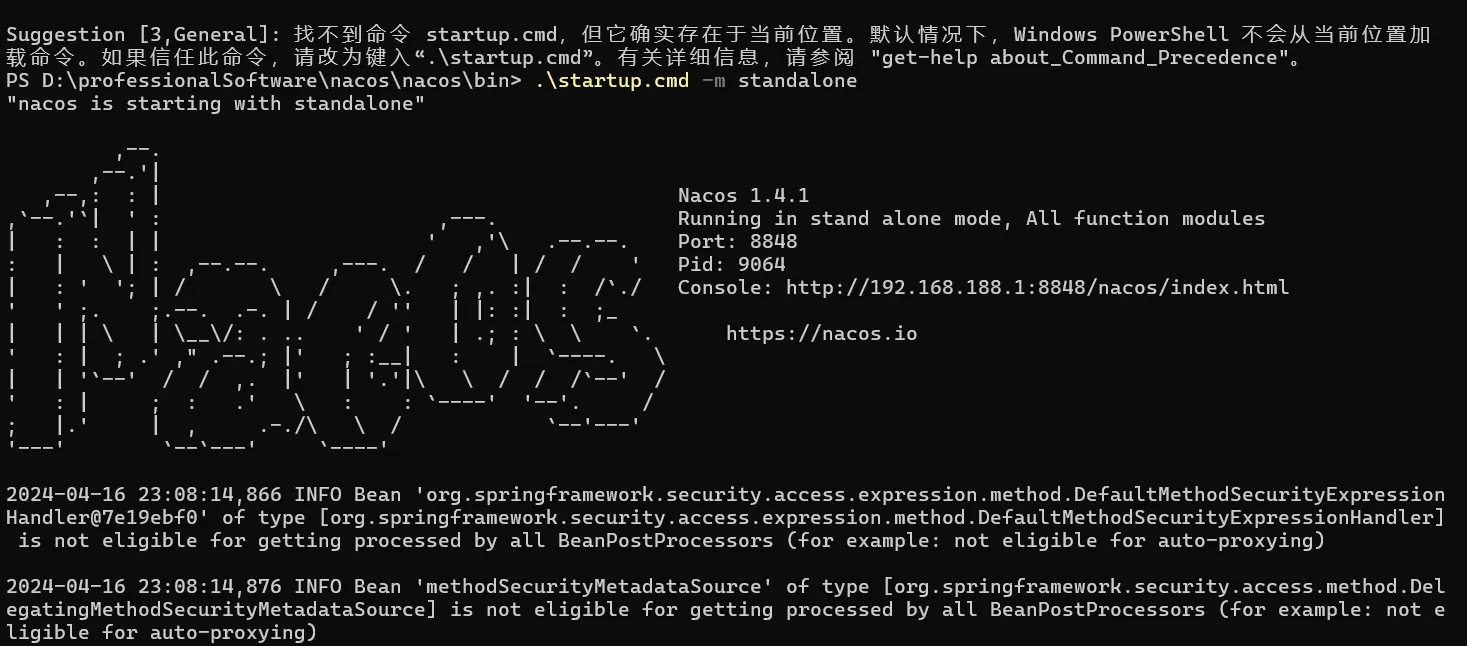 Suggestion [3,General]: 找不到命令 startup.cmd，但它确实存在于当前位置。默认情况下，Windows PowerShell 不会从当前位置加
载命令。如果信任此命令，请改为键入“.\startup.cmd”。有关详细信息，请参阅 "get-help about_Command_Precedence"。
PS D:\professionalSoftware\nacos\nacos\bin> .\startup.cmd -m standalone
"nacos is starting with standalone"
Nacos 1.4.1
Running in stand alone mode, All function modules
Port: 8848
Pid: 9064
Console: http://192.168.188.1:8848/nacos/index.html
https://nacos.io
2024-04-16 23:08:14,866 INFO Bean 'org.springframework.security.access.expression.method.DefaultMethodSecurityExpression
Handler@7e19ebf0' of type [org.springframework.security.access.expression.method.DefaultMethodSecurityExpressionHandler]
 is not eligible for getting processed by all BeanPostProcessors (for example: not eligible for auto-proxying)
2024-04-16 23:08:14,876 INFO Bean 'methodSecurityMetadataSource' of type [org.springframework.security.access.method.Del
egatingMethodSecurityMetadataSource] is not eligible for getting processed by all BeanPostProcessors (for example: not e
ligible for auto-proxying)